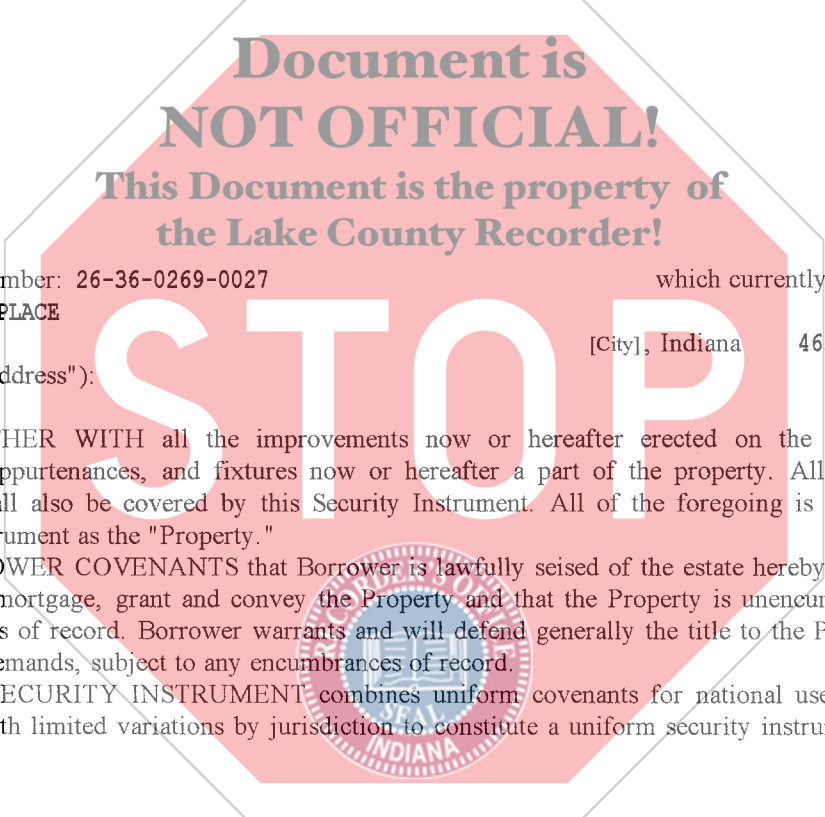 Document is
NOT OFFICIAL!
This Document is the property of
the Lake County Recorder!
mber: 26-36-0269-0027 which currently
PLACE
[City], Indiana 46
ddress"):
STOP
HER WITH all the improvements now or hereafter erected on the
ppurtenances, and fixtures now or hereafter a part of the property. All
ll also be covered by this Security Instrument. All of the foregoing is
rument as the "Property."
OWER COVENANTS that Borrower is lawfully seised of the estate hereby
mortgage, grant and convey the Property and that the Property is unencum
s of record. Borrower warrants and will defend generally the title to the P
emands, subject to any encumbrances of record.
ECURITY INSTRUMENT combines uniform covenants for national use
th limited variations by jurisdiction to constitute a uniform security instru
RECORDER'S OFFICE
SEAL
INDIANA